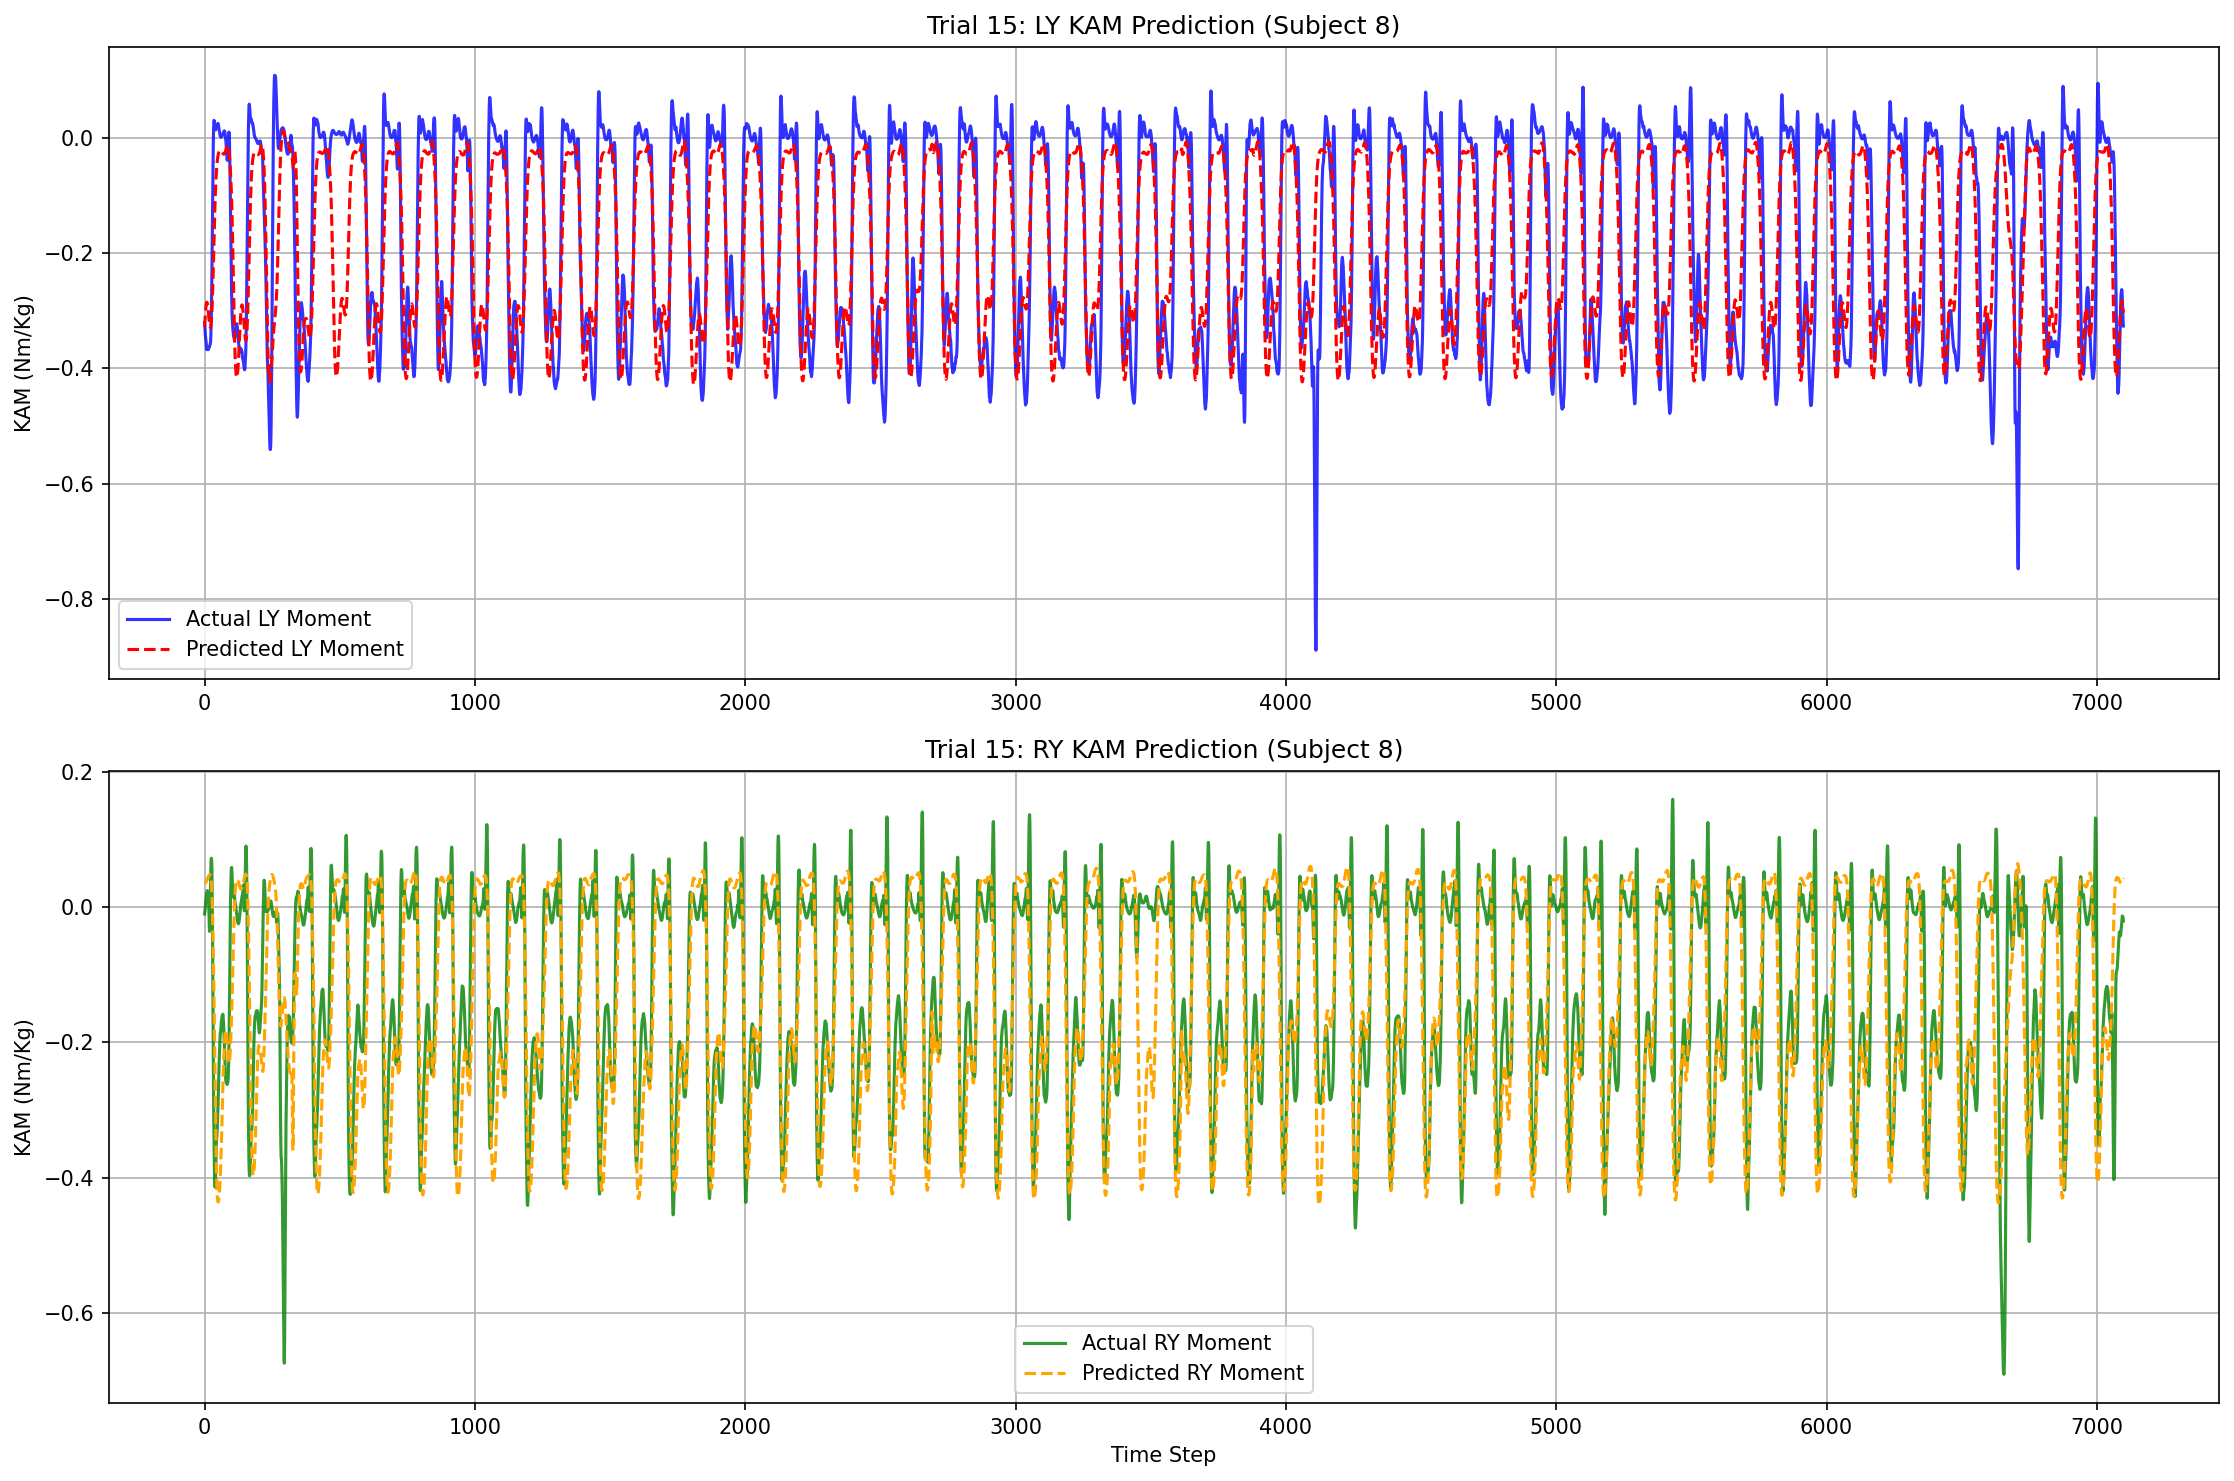 Trial 15: LY KAM Prediction (Subject 8)
KAM (Nm/Kg)
0.0
−0.2
−0.4
−0.6
−0.8
Actual LY Moment
Predicted LY Moment
0 1000 2000 3000 4000 5000 6000 7000
Trial 15: RY KAM Prediction (Subject 8)
KAM (Nm/Kg)
0.2
0.0
−0.2
−0.4
−0.6
Actual RY Moment
Predicted RY Moment
0 1000 2000 3000 4000 5000 6000 7000
Time Step